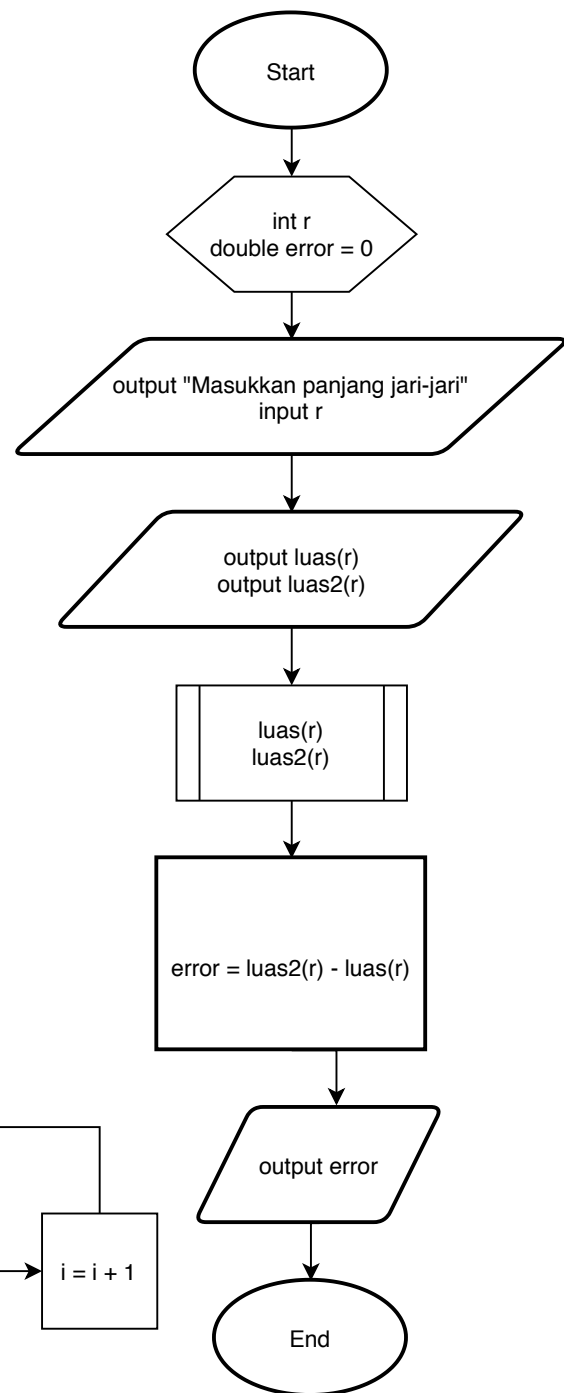 Start
int r
double error = 0
output "Masukkan panjang jari-jari"
input r
output luas(r)
output luas2(r)
luas(r)
luas2(r)
error = luas2(r) - luas(r)
output error
i = i + 1
End